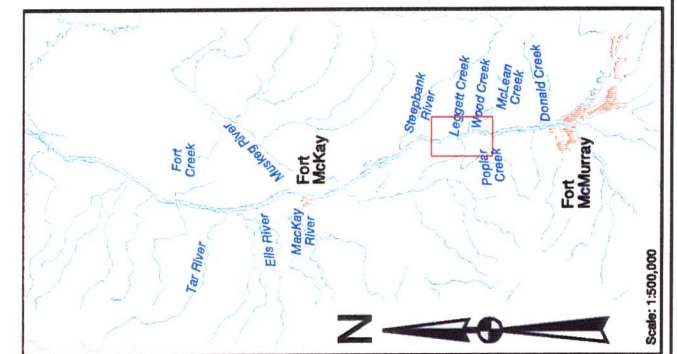 Fort
Creek
Muskeg River
Tar River
Ells River
MacKay
River
Fort
McKay
Steepbank
River
Leggett Creek
Wood Creek
McLean
Creek
Donald Creek
Poplar
Creek
Fort
McMurray
N
Scale: 1:500,000